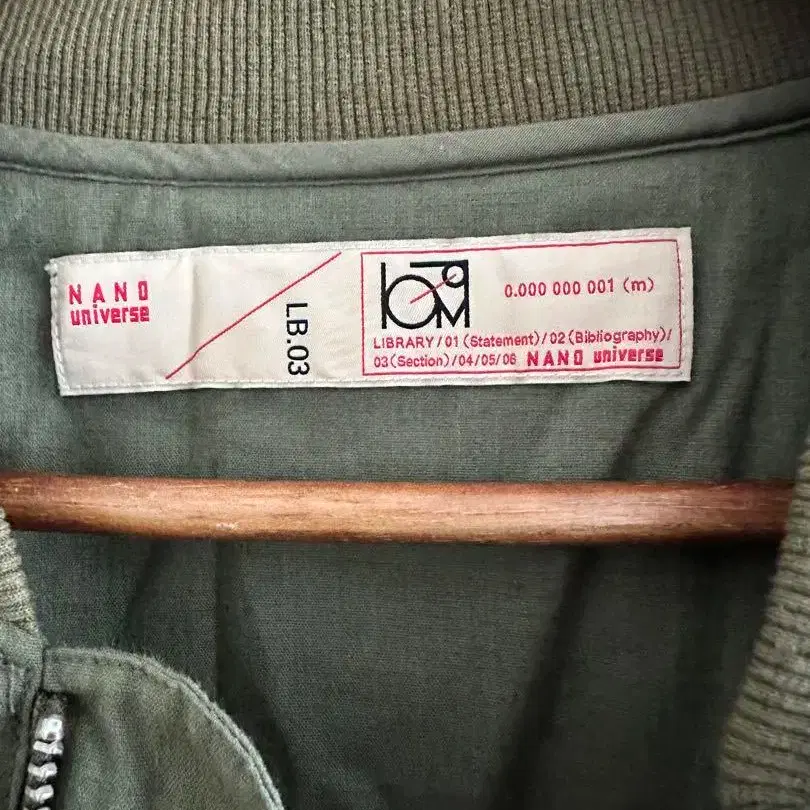 NANO
universe
LB.03
0.000 000 001 (m)
LIBRARY/01(Statement)/02(Bibliography)/
03(Section)/04/05/06 NANO universe